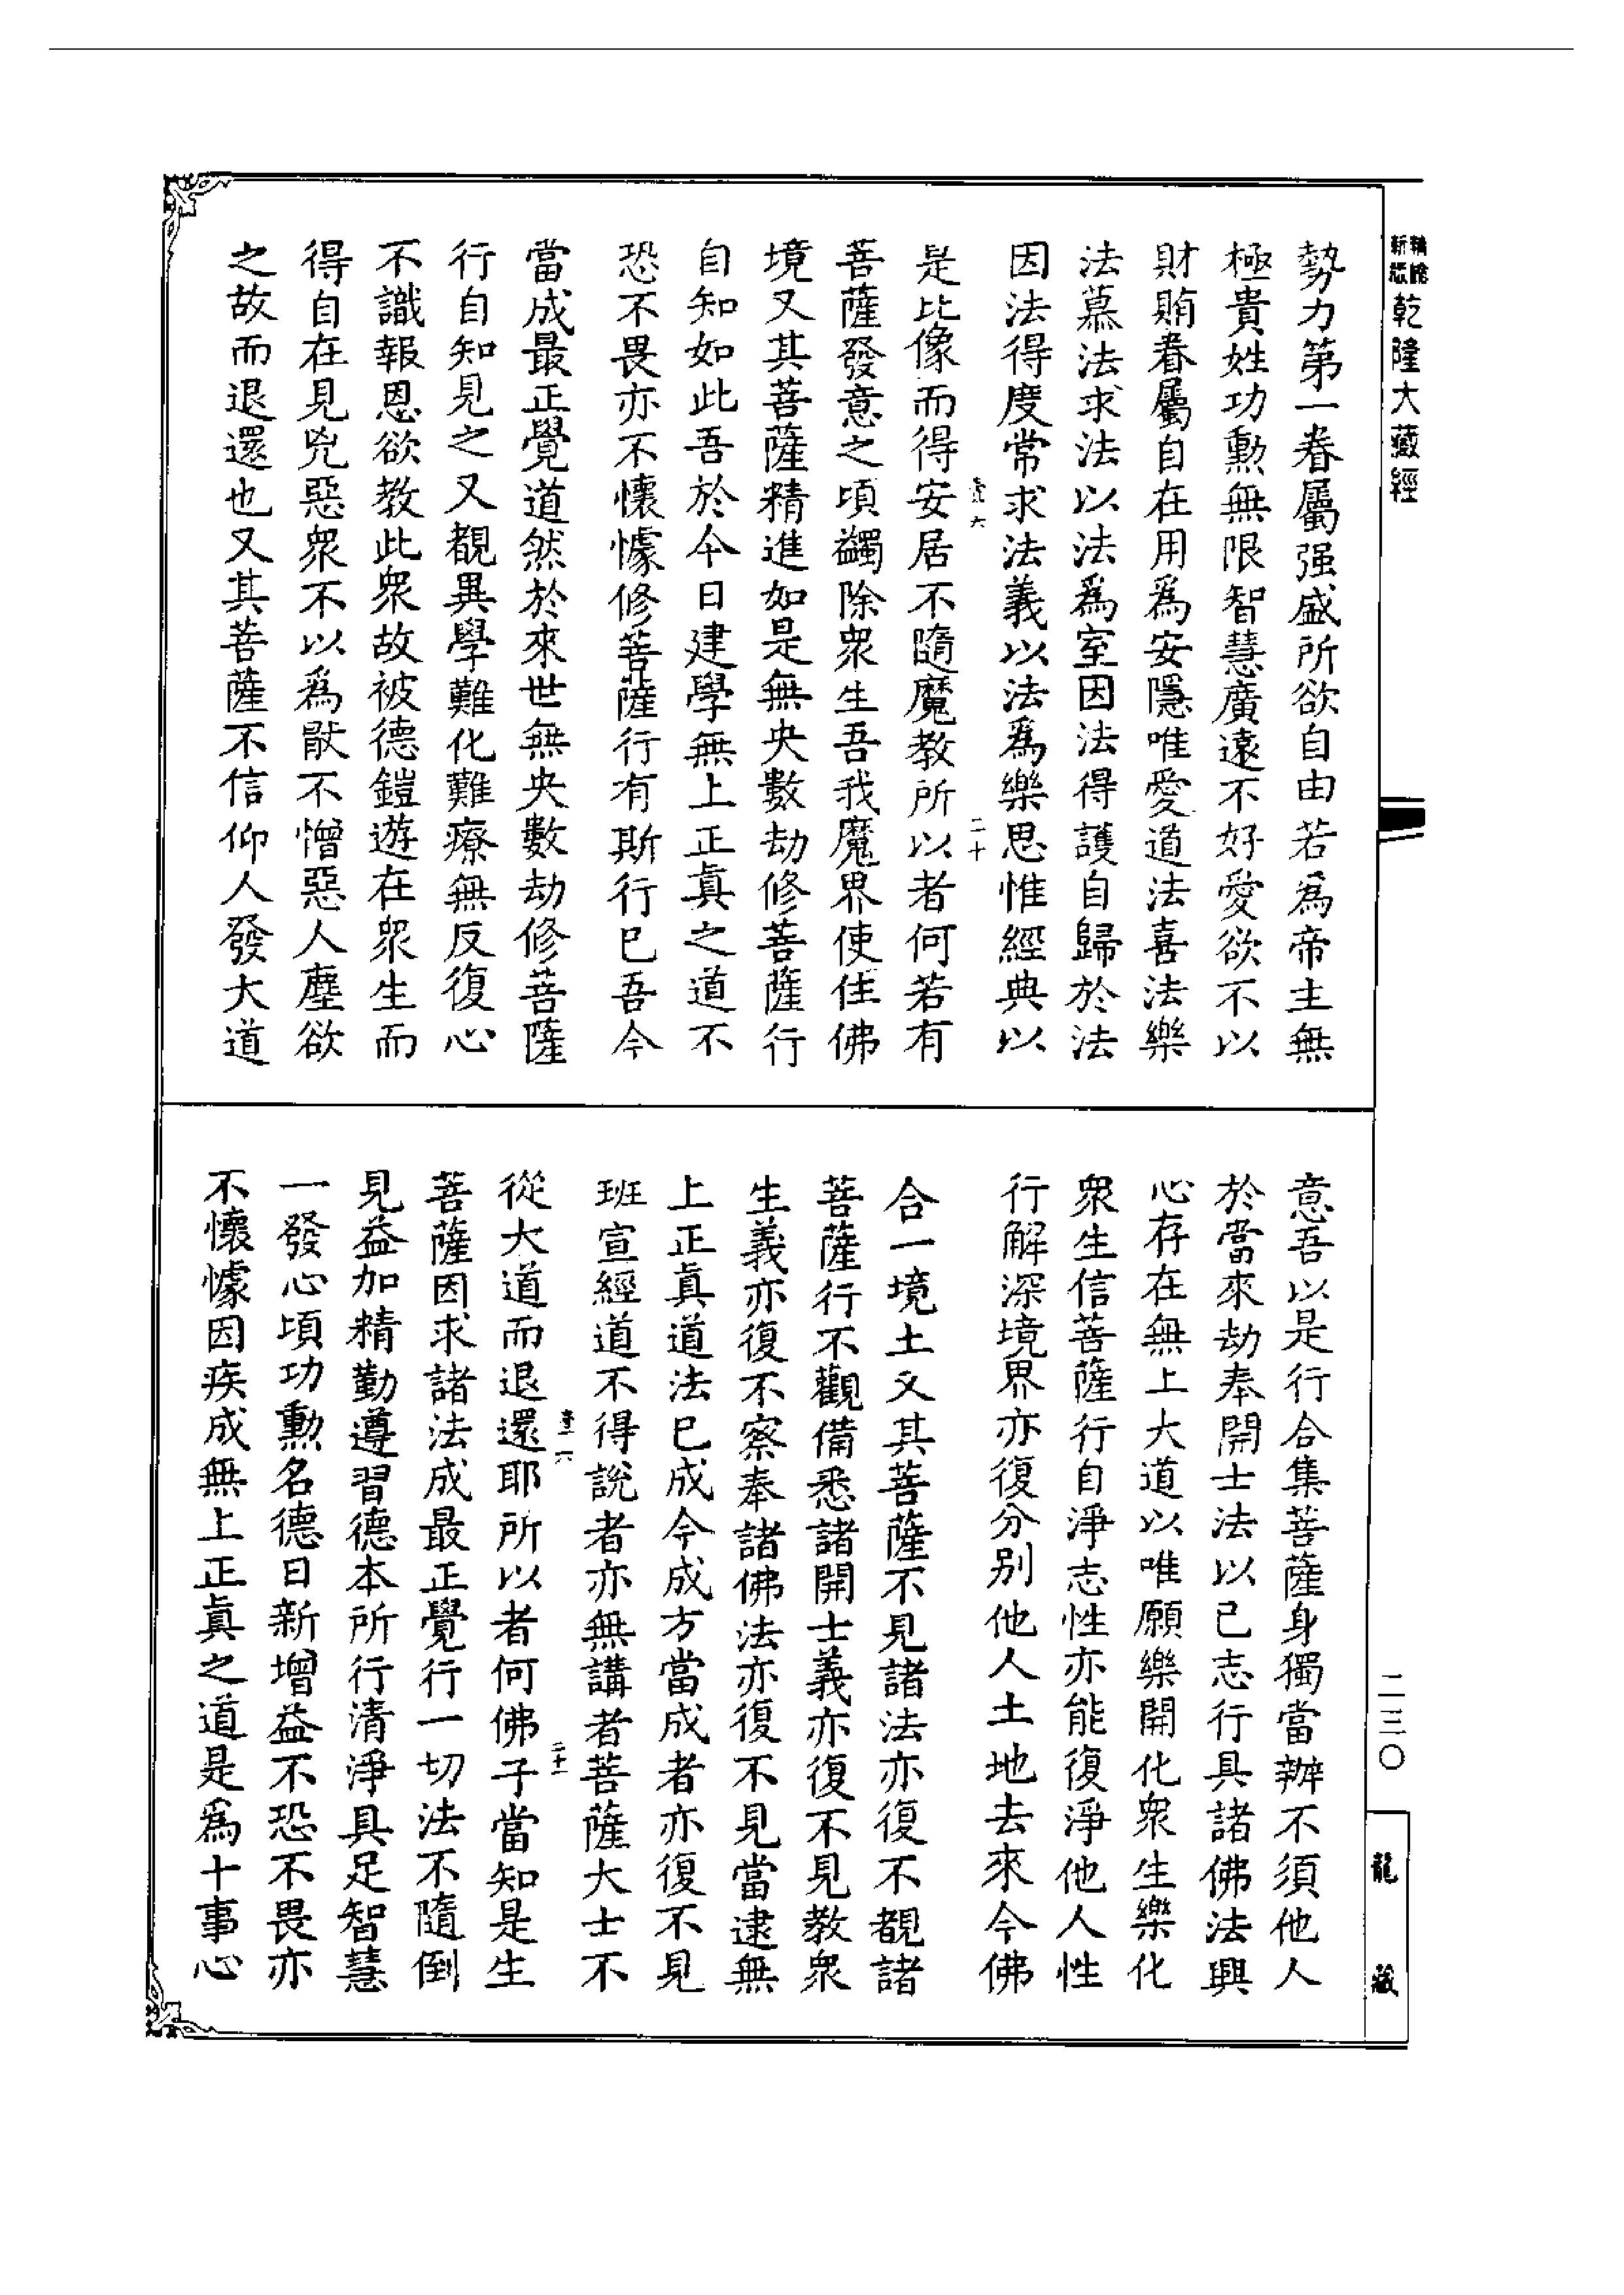 乾隆大藏經
勢力第一眷屬强盛所欲自由若爲帝主無
極貴姓功勳無限智慧廣遠不好愛欲不以
財賄眷屬自在用爲安隱唯愛道法喜法樂
法慕法求法以法爲室因法得護自歸於法
因法得度常求法義以法爲樂思惟經典以
是比像而得安居不隨魔教所以者何若有
菩薩發意之頃蠲除衆生吾我魔界使住佛
境又其菩薩精進如是無央數劫修菩薩行
自知如此吾於今日建學無上正眞之道不
恐不畏亦不懷懅修菩薩行有斯行已吾今
當成最正覺道然於來世無央數劫修菩薩
行自知見之又覩異學難化難療無反復心
不識報恩欲教此衆故被德鎧遊在衆生而
得自在見兇惡衆不以爲猒不憎惡人塵欲
之故而退還也又其菩薩不信仰人發大道
意吾以是行合集菩薩身獨當辦不須他人
於當來劫奉開士法以已志行具諸佛法興
心存在無上大道以唯願樂開化衆生樂化
衆生信菩薩行自淨志性亦能復淨他人性
行解深境界亦復分别他人土地去來今佛
合一境土又其菩薩不見諸法亦復不覩諸
菩薩行不觀備悉諸開士義亦復不見教衆
生義亦復不察奉諸佛法亦復不見當逮無
上正眞道法已成今成方當成者亦復不見
班宣經道不得說者亦無講者菩薩大士不
從大道而退還耶所以者何佛子當知是生
菩薩因求諸法成最正覺行一切法不隨倒
見益加精勤遵習德本所行清淨具足智慧
一發心頃功勳名德日新增益不恐不畏亦
不懷懅因疾成無上正眞之道是爲十事心
二三〇
龍藏
二十
二十一